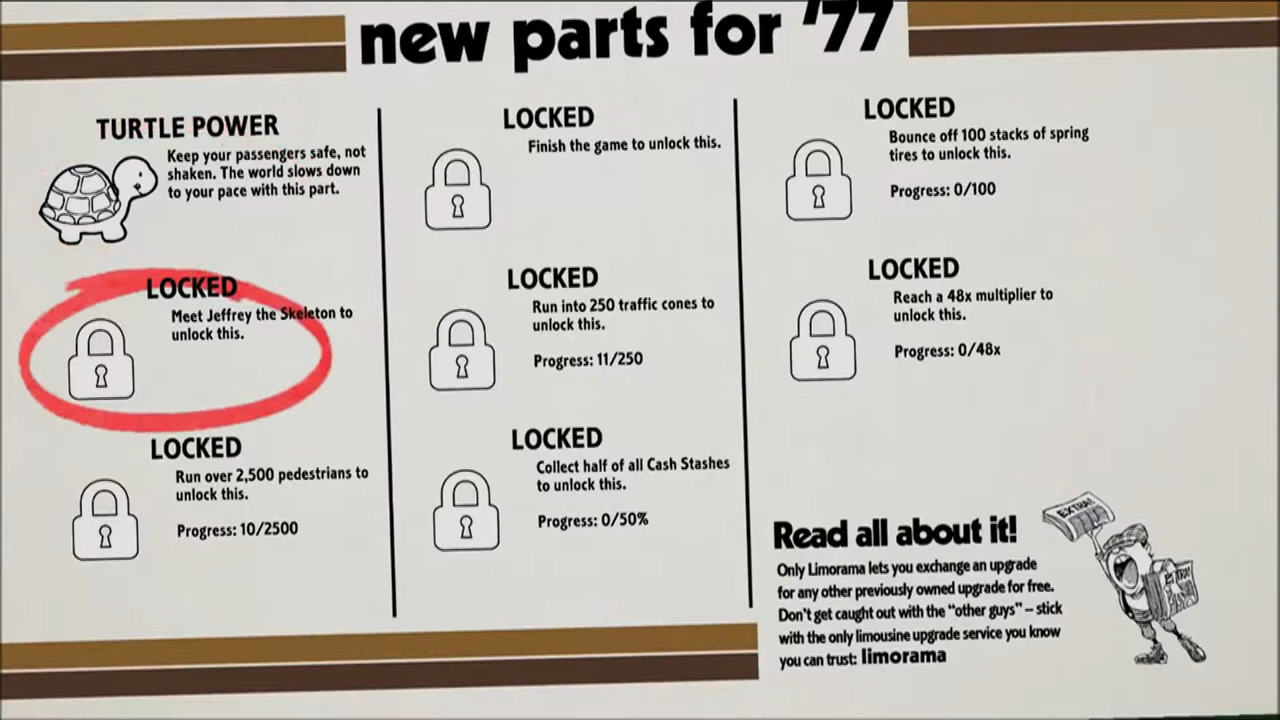 new parts for '77
TURTLE POWER
Keep your passengers safe, not
shaken. The world slows down
to your pace with this part.
LOCKED
Meet Jeffrey the Skeleton to
unlock this.
LOCKED
Run over 2,500 pedestrians to
unlock this.
Progress: 10/2500
LOCKED
Finish the game to unlock this.
LOCKED
Run into 250 traffic cones to
unlock this.
Progress: 11/250
LOCKED
Collect half of all Cash Stashes
to unlock this.
Progress: 0/50%
LOCKED
Bounce off 100 stacks of spring
tires to unlock this.
Progress: 0/100
LOCKED
Reach a 48x multiplier to
unlock this.
Progress: 0/48x
Read all about it!
Only Limorama lets you exchange an upgrade
for any other previously owned upgrade for free.
Don't get caught out with the "other guys" – stick
with the only limousine upgrade service you know
you can trust: limorama
EXTRA!
EXTRA!